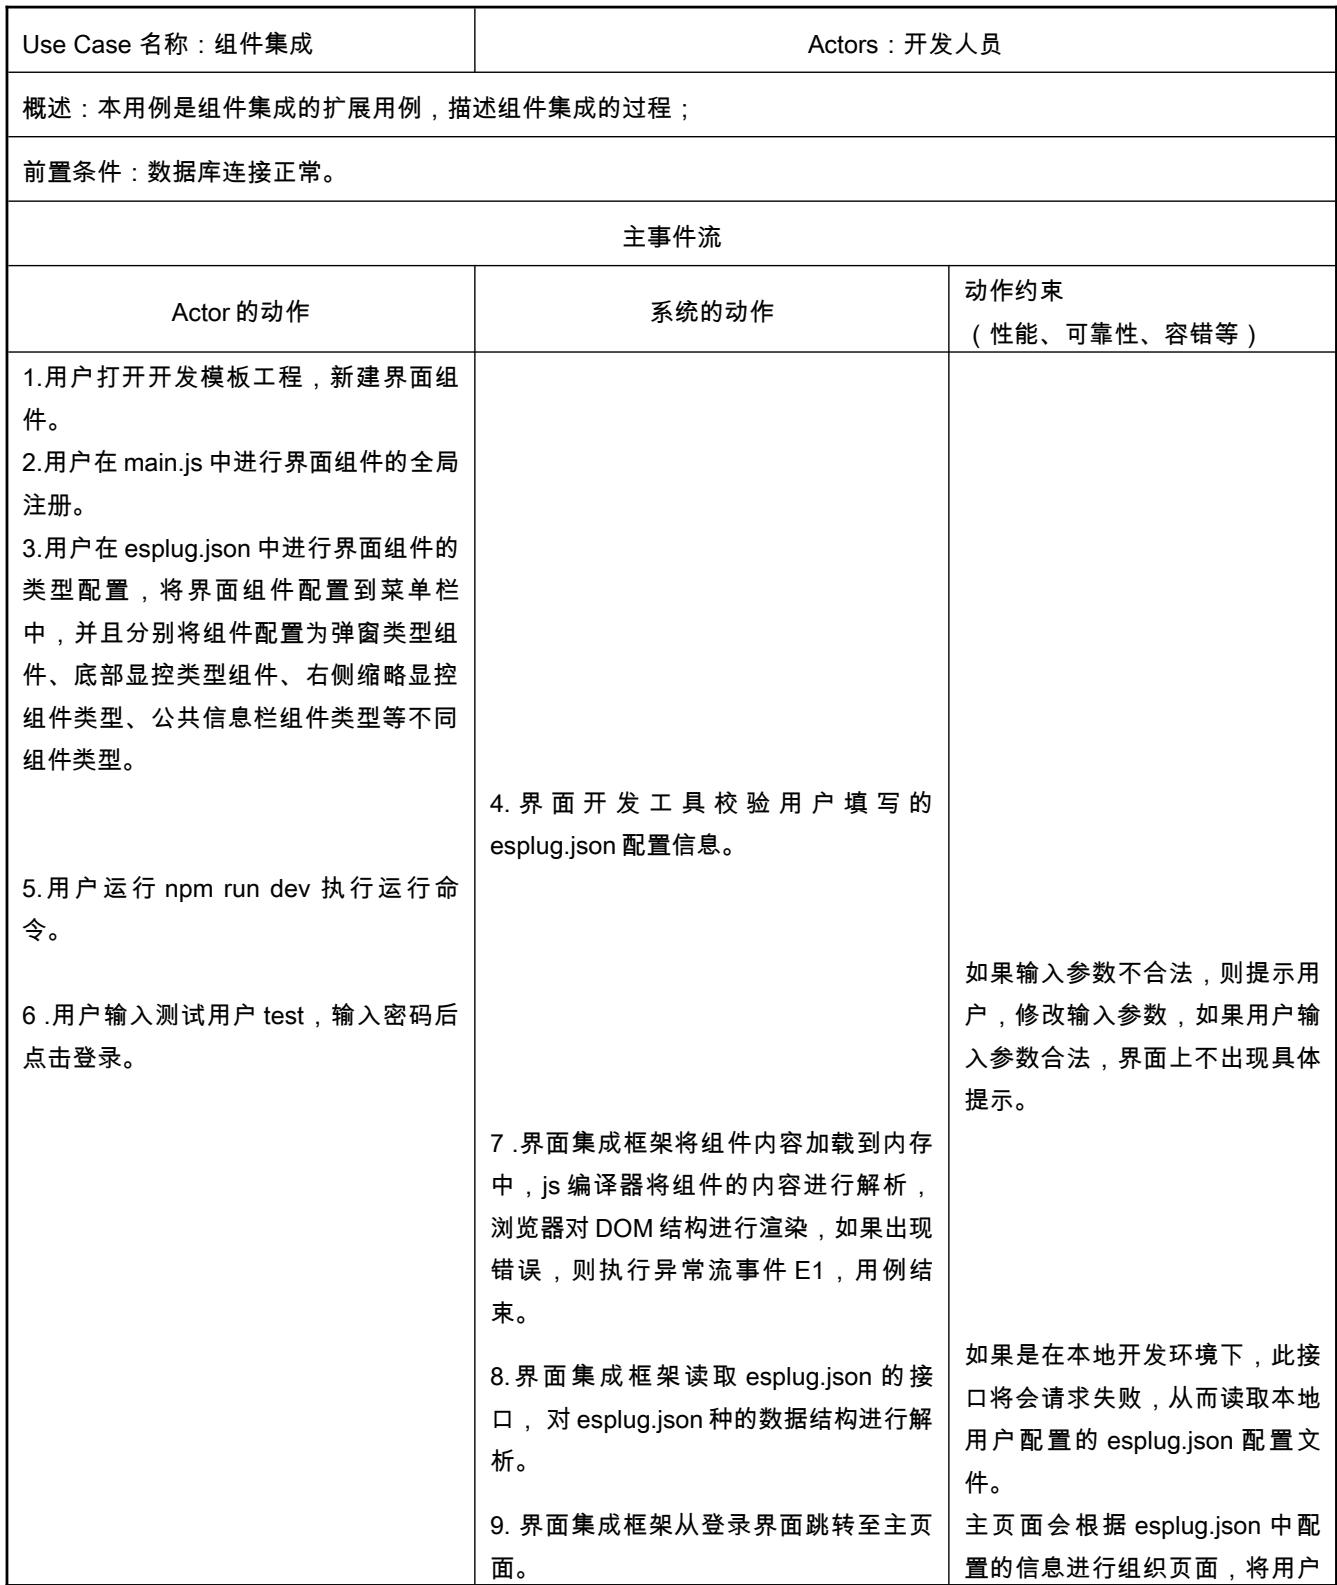 Use Case 名称：组件集成
Actors：开发人员
概述：本用例是组件集成的扩展用例，描述组件集成的过程；
前置条件：数据库连接正常。
主事件流
Actor 的动作
系统的动作
动作约束
（性能、可靠性、容错等）
1.用户打开开发模板工程，新建界面组
件。
2.用户在 main.js 中进行界面组件的全局
注册。
3.用户在 esplug.json 中进行界面组件的
类型配置，将界面组件配置到菜单栏
中，并且分别将组件配置为弹窗类型组
件、底部显控类型组件、右侧缩略显控
组件类型、公共信息栏组件类型等不同
组件类型。
4. 界面开发工具校验用户填写的
esplug.json 配置信息。
5.用户运行 npm run dev 执行运行命
令。
6 .用户输入测试用户 test，输入密码后
点击登录。
如果输入参数不合法，则提示用
户，修改输入参数，如果用户输
入参数合法，界面上不出现具体
提示。
7 .界面集成框架将组件内容加载到内存
中，js 编译器将组件的内容进行解析，
浏览器对 DOM 结构进行渲染，如果出现
错误，则执行异常流事件 E1，用例结
束。
8.界面集成框架读取 esplug.json 的接
口， 对 esplug.json 种的数据结构进行解
析。
如果是在本地开发环境下，此接
口将会请求失败，从而读取本地
用户配置的 esplug.json 配置文
件。
9. 界面集成框架从登录界面跳转至主页
面。
主页面会根据 esplug.json 中配
置的信息进行组织页面，将用户